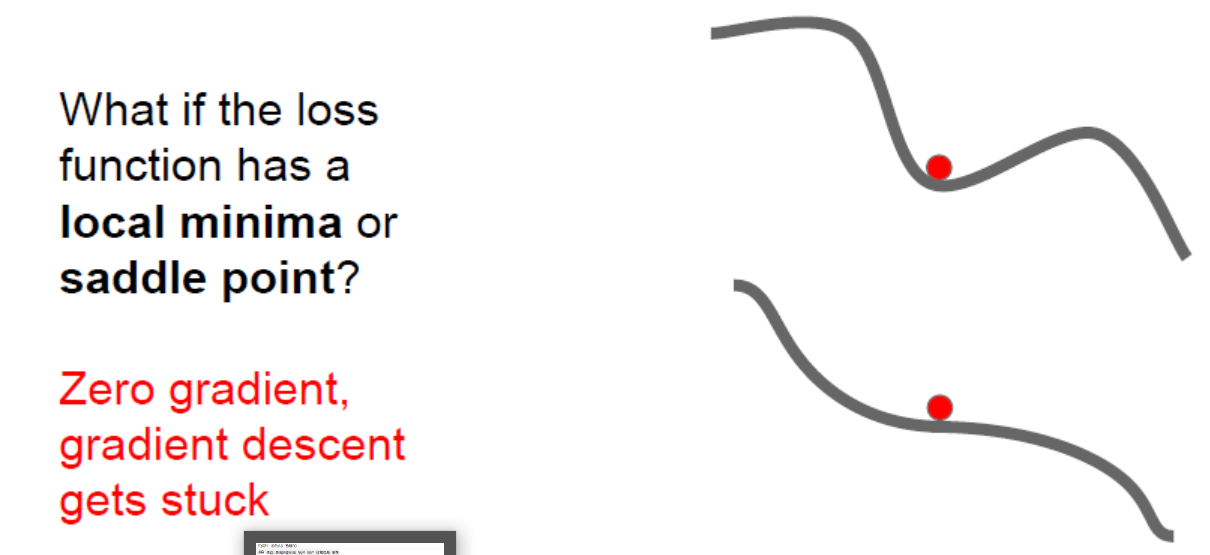 What if the loss
function has a
local minima or
saddle point?
Zero gradient,
gradient descent
gets stuck